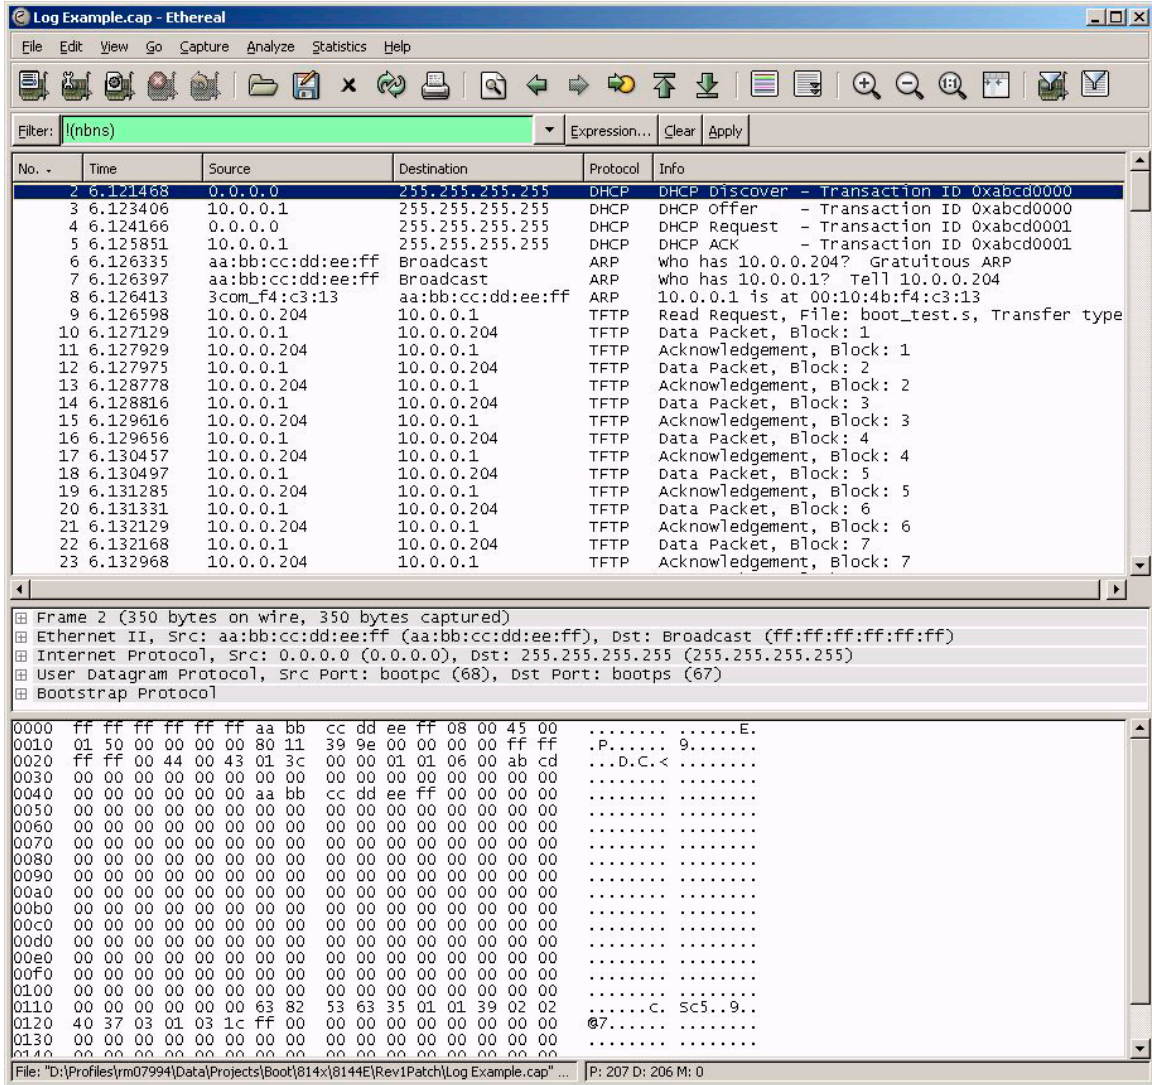 Log Example.cap - Ethereal
File Edit View Go Capture Analyze Statistics Help
Filter: !(nbns) Expression... Clear Apply
No. Time Source Destination Protocol Info
2 6.121468 0.0.0.0 255.255.255.255 DHCP DHCP Discover - Transaction ID 0xabcd0000
3 6.123406 10.0.0.1 255.255.255.255 DHCP DHCP Offer - Transaction ID 0xabcd0000
4 6.124166 0.0.0.0 255.255.255.255 DHCP DHCP Request - Transaction ID 0xabcd0001
5 6.125851 10.0.0.1 255.255.255.255 DHCP DHCP ACK - Transaction ID 0xabcd0001
6 6.126335 aa:bb:cc:dd:ee:ff Broadcast ARP Who has 10.0.0.204? Gratuitous ARP
7 6.126397 aa:bb:cc:dd:ee:ff Broadcast ARP Who has 10.0.0.1? Tell 10.0.0.204
8 6.126413 3com_f4:c3:13 aa:bb:cc:dd:ee:ff ARP 10.0.0.1 is at 00:10:4b:f4:c3:13
9 6.126598 10.0.0.204 10.0.0.1 TFTP Read Request, File: boot_test.s, Transfer type
10 6.127129 10.0.0.1 10.0.0.204 TFTP Data Packet, Block: 1
11 6.127929 10.0.0.204 10.0.0.1 TFTP Acknowledgement, Block: 1
12 6.127975 10.0.0.1 10.0.0.204 TFTP Data Packet, Block: 2
13 6.128778 10.0.0.204 10.0.0.1 TFTP Acknowledgement, Block: 2
14 6.128816 10.0.0.1 10.0.0.204 TFTP Data Packet, Block: 3
15 6.129616 10.0.0.204 10.0.0.1 TFTP Acknowledgement, Block: 3
16 6.129656 10.0.0.1 10.0.0.204 TFTP Data Packet, Block: 4
17 6.130457 10.0.0.204 10.0.0.1 TFTP Acknowledgement, Block: 4
18 6.130497 10.0.0.1 10.0.0.204 TFTP Data Packet, Block: 5
19 6.131285 10.0.0.204 10.0.0.1 TFTP Acknowledgement, Block: 5
20 6.131331 10.0.0.1 10.0.0.204 TFTP Data Packet, Block: 6
21 6.132129 10.0.0.204 10.0.0.1 TFTP Acknowledgement, Block: 6
22 6.132168 10.0.0.1 10.0.0.204 TFTP Data Packet, Block: 7
23 6.132968 10.0.0.204 10.0.0.1 TFTP Acknowledgement, Block: 7
Frame 2 (350 bytes on wire, 350 bytes captured)
Ethernet II, Src: aa:bb:cc:dd:ee:ff (aa:bb:cc:dd:ee:ff), Dst: Broadcast (ff:ff:ff:ff:ff:ff)
Internet Protocol, Src: 0.0.0.0 (0.0.0.0), Dst: 255.255.255.255 (255.255.255.255)
User Datagram Protocol, Src Port: bootpc (68), Dst Port: bootps (67)
Bootstrap Protocol
0000 ff ff ff ff ff ff aa bb cc dd ee ff 08 00 45 00 ........ ......E.
0010 01 50 00 00 00 00 80 11 39 9e 00 00 00 00 ff ff .P...... 9.......
0020 ff ff 00 44 00 43 01 3c 00 00 01 01 06 00 ab cd ...D.C.< ........
0030 00 00 00 00 00 00 00 00 00 00 00 00 00 00 00 00 ........ ........
0040 00 00 00 00 00 00 aa bb cc dd ee ff 00 00 00 00 ........ ........
0050 00 00 00 00 00 00 00 00 00 00 00 00 00 00 00 00 ........ ........
0060 00 00 00 00 00 00 00 00 00 00 00 00 00 00 00 00 ........ ........
0070 00 00 00 00 00 00 00 00 00 00 00 00 00 00 00 00 ........ ........
0080 00 00 00 00 00 00 00 00 00 00 00 00 00 00 00 00 ........ ........
0090 00 00 00 00 00 00 00 00 00 00 00 00 00 00 00 00 ........ ........
00a0 00 00 00 00 00 00 00 00 00 00 00 00 00 00 00 00 ........ ........
00b0 00 00 00 00 00 00 00 00 00 00 00 00 00 00 00 00 ........ ........
00c0 00 00 00 00 00 00 00 00 00 00 00 00 00 00 00 00 ........ ........
00d0 00 00 00 00 00 00 00 00 00 00 00 00 00 00 00 00 ........ ........
00e0 00 00 00 00 00 00 00 00 00 00 00 00 00 00 00 00 ........ ........
00f0 00 00 00 00 00 00 00 00 00 00 00 00 00 00 00 00 ........ ........
0100 00 00 00 00 00 00 00 00 00 00 00 00 00 00 00 00 ........ ........
0110 00 00 00 00 00 00 63 82 53 63 35 01 01 39 02 02 ......c. Sc5..9..
0120 40 37 03 01 03 1c ff 00 00 00 00 00 00 00 00 00 @7...... ........
0130 00 00 00 00 00 00 00 00 00 00 00 00 00 00 00 00 ........ ........
0140 00 00 00 00 00 00 00 00 00 00 00 00 00 00 00 00 ........ ........
File: "D:\Profiles\rm07994\Data\Projects\Boot\814x\8144E\Rev1Patch\Log Example.cap" ... P: 207 D: 206 M: 0